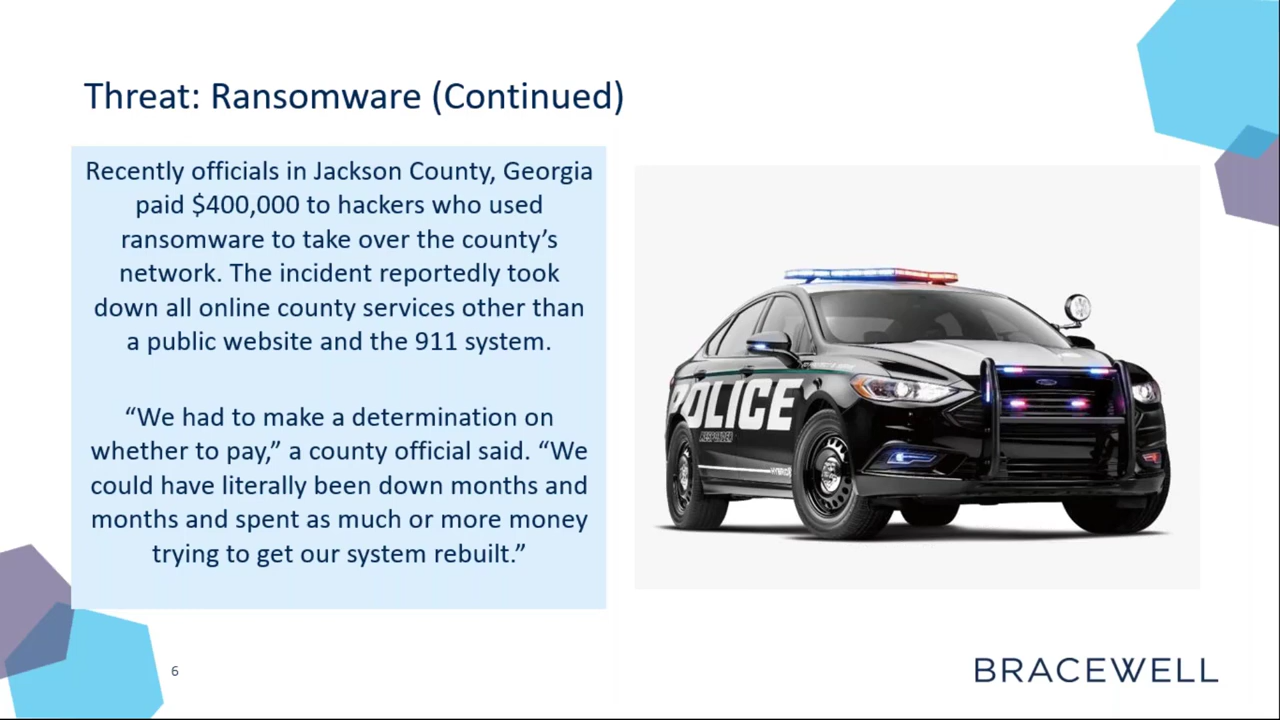 Threat: Ransomware (Continued)
Recently officials in Jackson County, Georgia
paid $400,000 to hackers who used
ransomware to take over the county’s
network. The incident reportedly took
down all online county services other than
a public website and the 911 system.
“We had to make a determination on
whether to pay,” a county official said. “We
could have literally been down months and
months and spent as much or more money
trying to get our system rebuilt.”
POLICE
RESPONDER
6
BRACEWELL